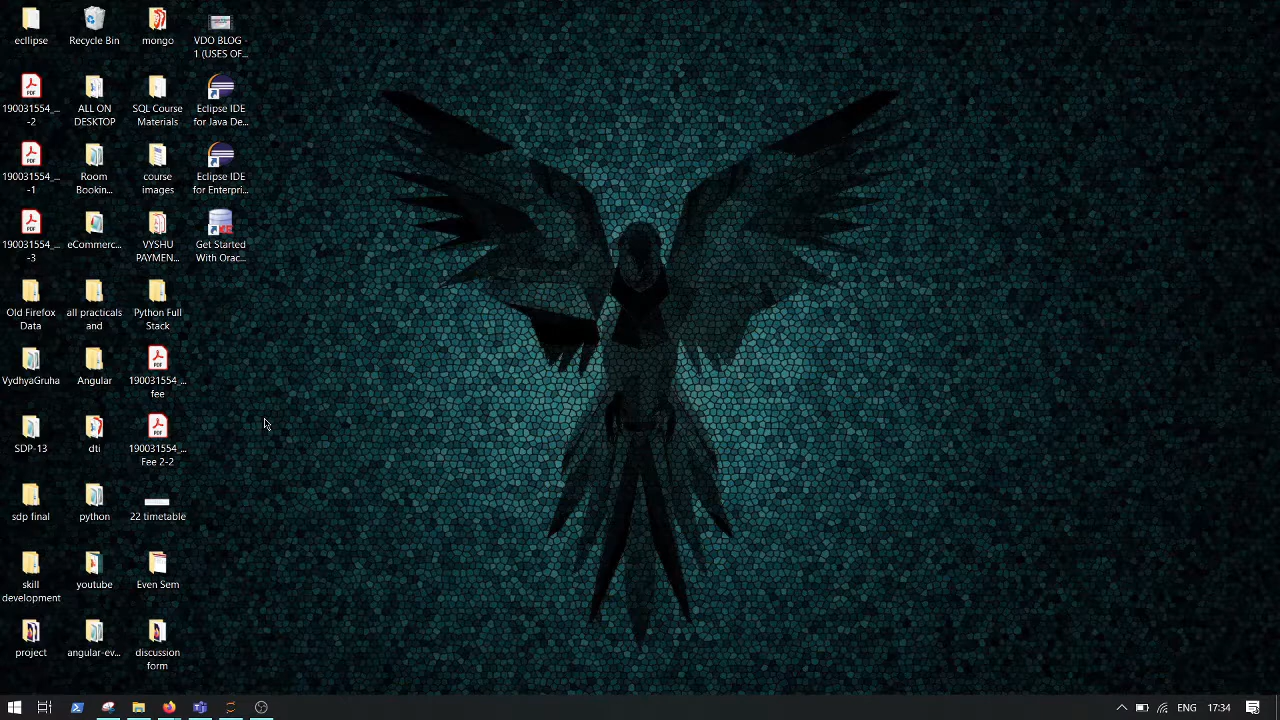 ecllipse
Recycle Bin
mongo
VDO BLOG -
1 (USES OF...
190031554_...
-2
ALL ON
DESKTOP
SQL Course
Materials
Eclipse IDE
for Java De...
190031554_...
-1
Room
Bookin...
course
images
Eclipse IDE
for Enterpri...
190031554_...
-3
eCommerc...
VYSHU
PAYMEN...
Get Started
With Orac...
Old Firefox
Data
all practicals
and
Python Full
Stack
VydhyaGruha
Angular
190031554_...
fee
SDP-13
dti
190031554_...
Fee 2-2
sdp final
python
22 timetable
skill
development
youtube
Even Sem
project
angular-ev...
discussion
form
ENG
17:34